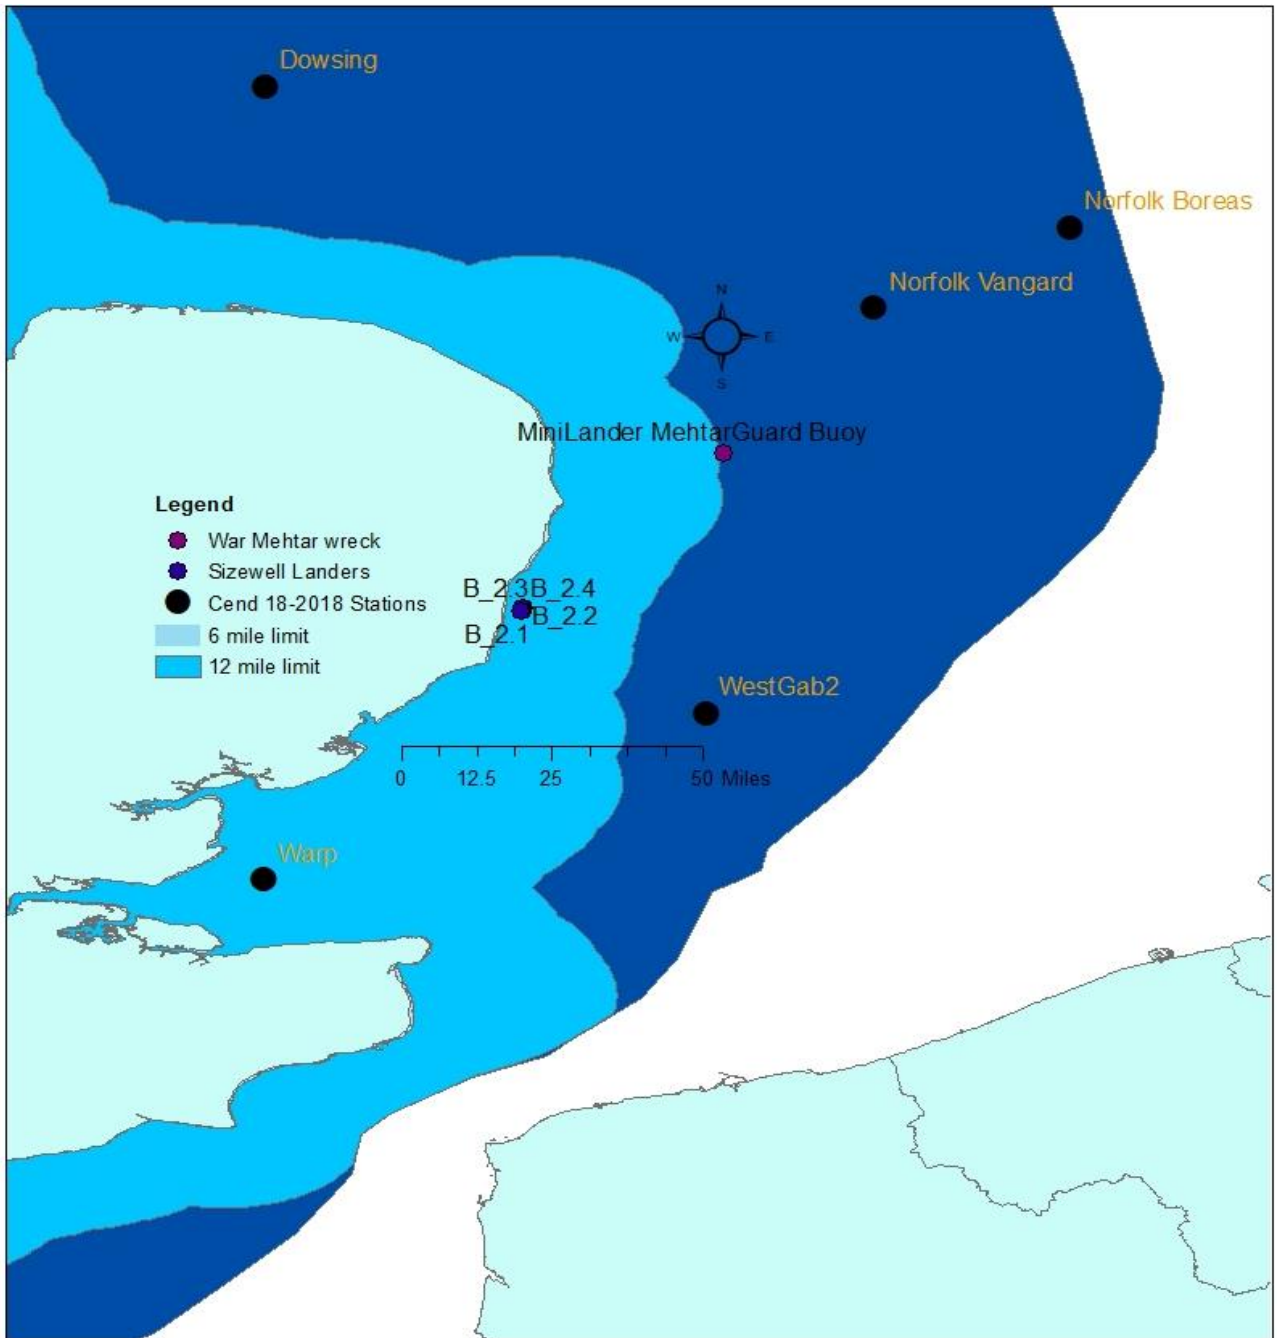 Dowsing
Norfolk Boreas
Norfolk Vangard
N
W E
S
MiniLander MehtarGuard Buoy
Legend
War Mehtar wreck
Sizewell Landers
Cend 18-2018 Stations
6 mile limit
12 mile limit
B_2.3B_2.4
B_2.2
B_2.1
WestGab2
0 12.5 25 50 Miles
Warp